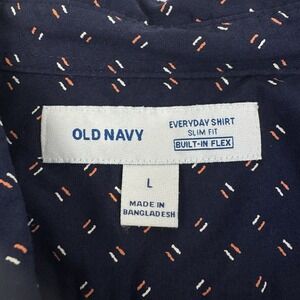 OLD NAVY
EVERYDAY SHIRT
SLIM FIT
BUILT-IN FLEX
L
MADE IN
BANGLADESH